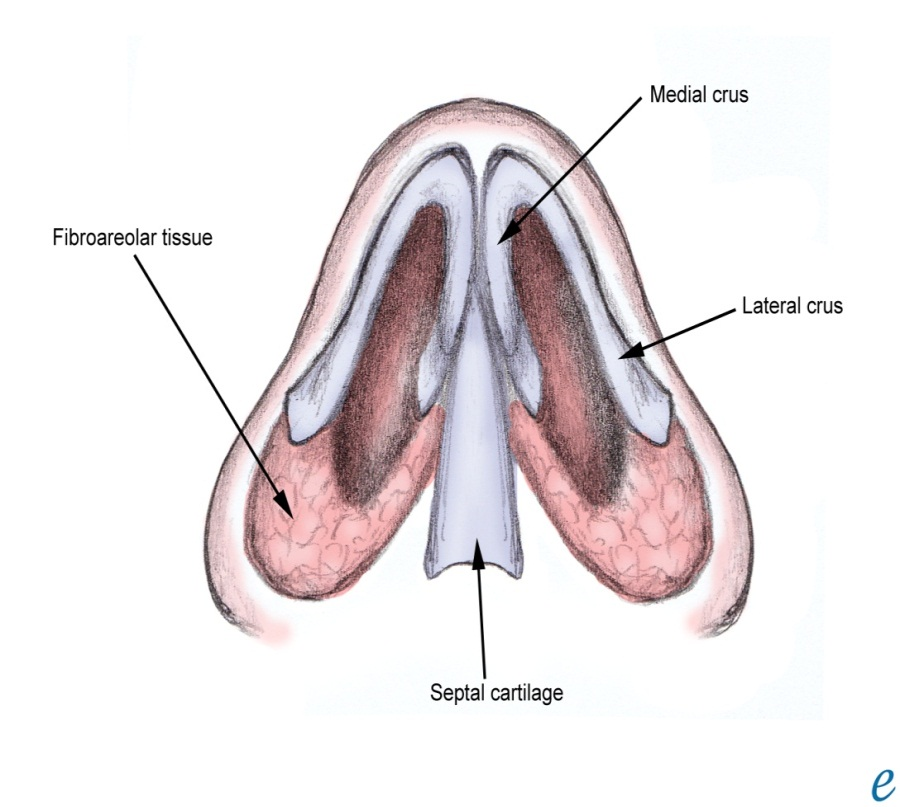 Medial crus
Fibroareolar tissue
Lateral crus
Septal cartilage
e